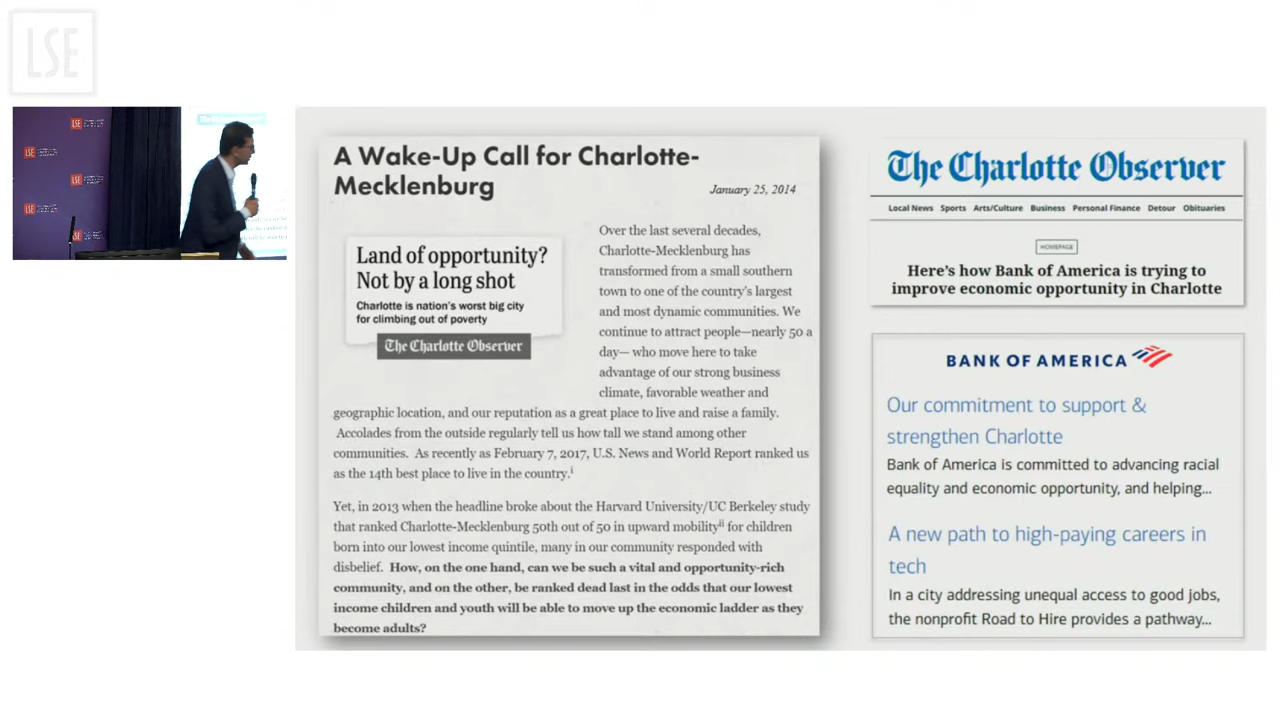 LSE
LSE
LSE
LSE
LSE
LSE
A Wake-Up Call for Charlotte-
Mecklenburg
January 25, 2014
Land of opportunity?
Not by a long shot
Charlotte is nation's worst big city
for climbing out of poverty
The Charlotte Observer
Over the last several decades,
Charlotte-Mecklenburg has
transformed from a small southern
town to one of the country's largest
and most dynamic communities. We
continue to attract people—nearly 50 a
day— who move here to take
advantage of our strong business
climate, favorable weather and
geographic location, and our reputation as a great place to live and raise a family.
Accolades from the outside regularly tell us how tall we stand among other
communities. As recently as February 7, 2017, U.S. News and World Report ranked us
as the 14th best place to live in the country.i
Yet, in 2013 when the headline broke about the Harvard University/UC Berkeley study
that ranked Charlotte-Mecklenburg 50th out of 50 in upward mobilityii for children
born into our lowest income quintile, many in our community responded with
disbelief. How, on the one hand, can we be such a vital and opportunity-rich
community, and on the other, be ranked dead last in the odds that our lowest
income children and youth will be able to move up the economic ladder as they
become adults?
The Charlotte Observer
Local News Sports Arts/Culture Business Personal Finance Detour Obituaries
HOMEPAGE
Here's how Bank of America is trying to
improve economic opportunity in Charlotte
BANK OF AMERICA
Our commitment to support &
strengthen Charlotte
Bank of America is committed to advancing racial
equality and economic opportunity, and helping...
A new path to high-paying careers in
tech
In a city addressing unequal access to good jobs,
the nonprofit Road to Hire provides a pathway...